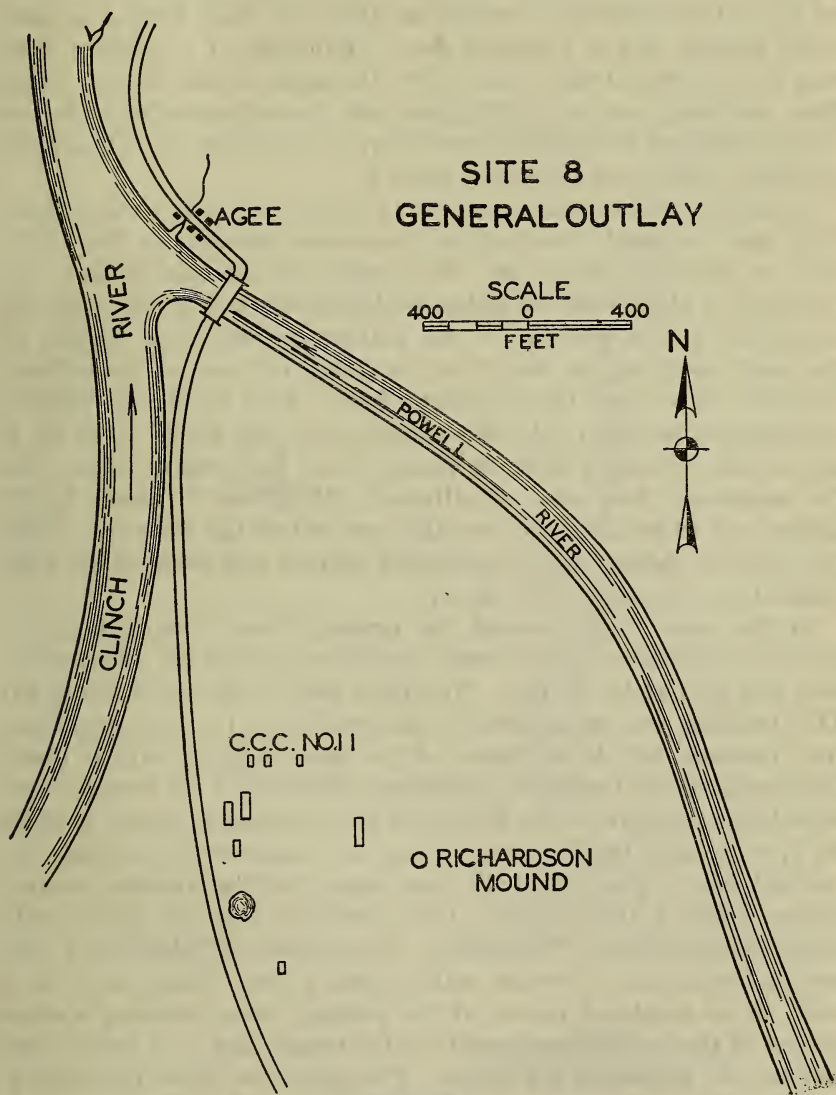 SITE 8
GENERAL OUTLAY
AGEE
SCALE
400 0 400
FEET
N
RIVER
CLINCH
POWELL
RIVER
C.C.C. NO. 11
RICHARDSON
MOUND